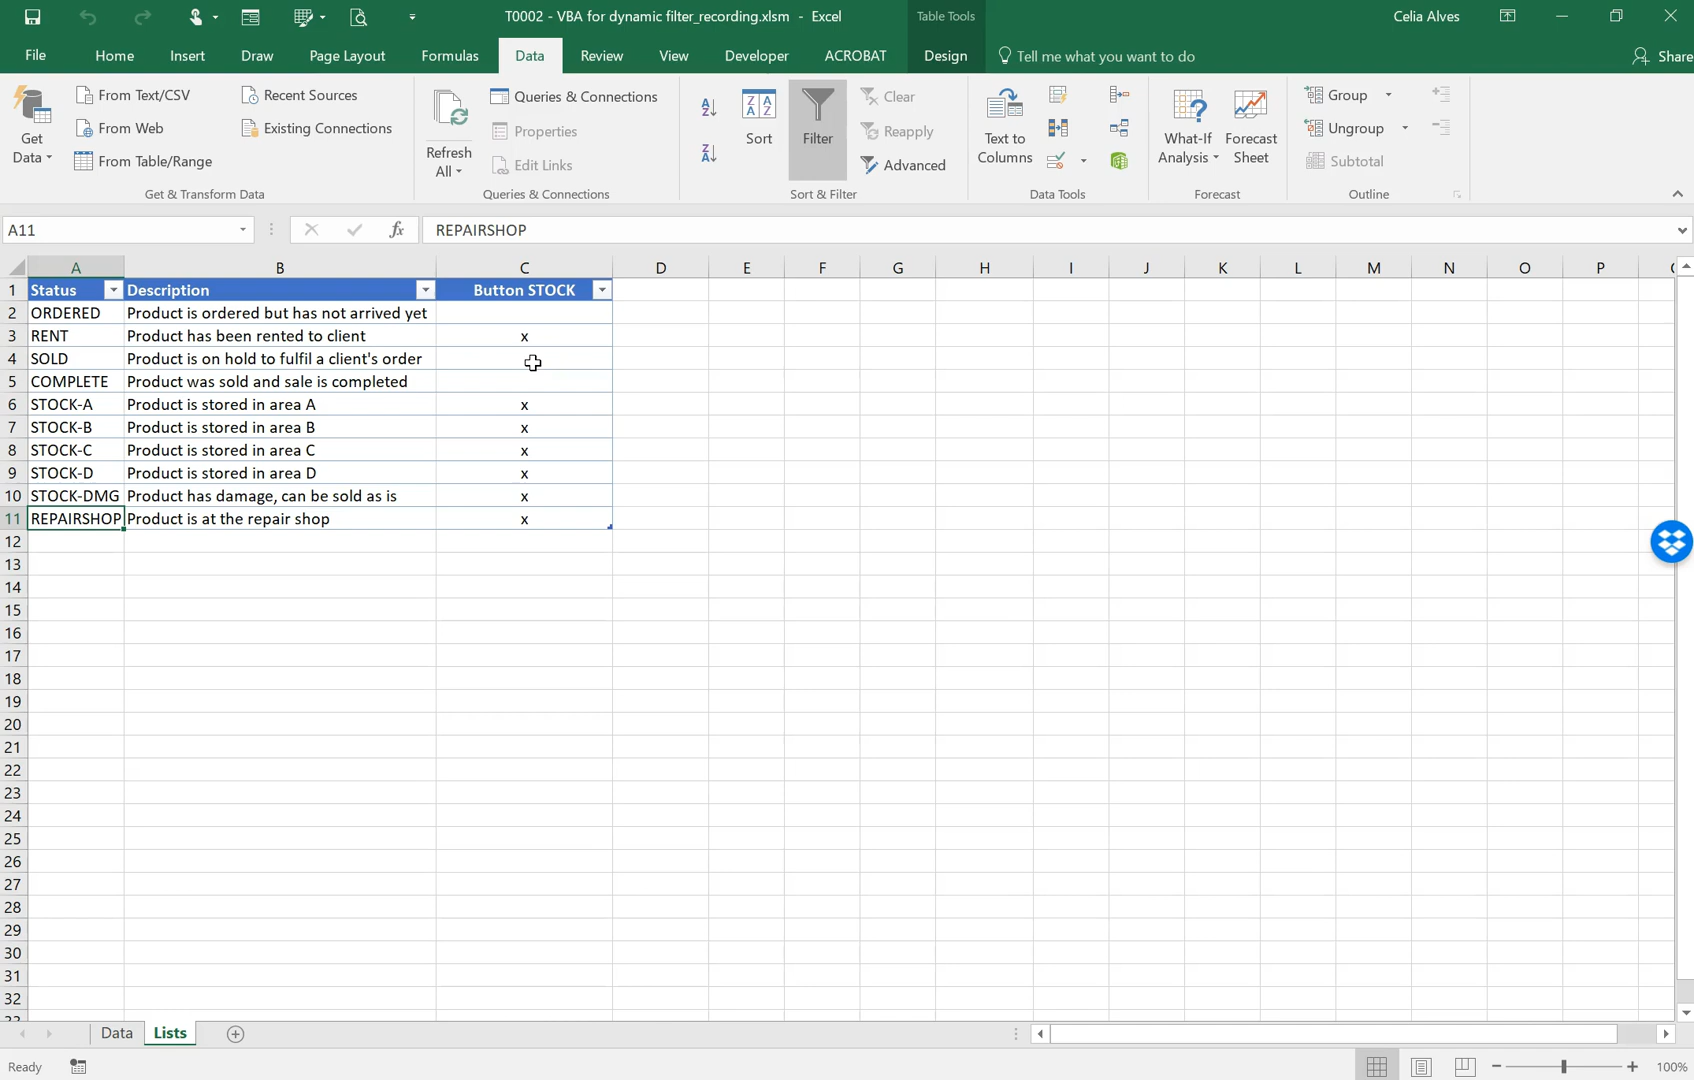 T0002 - VBA for dynamic filter_recording.xlsm - Excel
Table Tools
Celia Alves
File Home Insert Draw Page Layout Formulas Data Review View Developer ACROBAT Design Tell me what you want to do Share
Get Data
From Text/CSV
From Web
From Table/Range
Recent Sources
Existing Connections
Get & Transform Data
Refresh All
Queries & Connections
Properties
Edit Links
Queries & Connections
Sort
Filter
Clear
Reapply
Advanced
Sort & Filter
Text to Columns
Data Tools
What-If Analysis
Forecast Sheet
Forecast
Group
Ungroup
Subtotal
Outline
A11 fx REPAIRSHOP
A B C D E F G H I J K L M N O P
1 Status Description Button STOCK
2 ORDERED Product is ordered but has not arrived yet
3 RENT Product has been rented to client x
4 SOLD Product is on hold to fulfil a client's order
5 COMPLETE Product was sold and sale is completed
6 STOCK-A Product is stored in area A x
7 STOCK-B Product is stored in area B x
8 STOCK-C Product is stored in area C x
9 STOCK-D Product is stored in area D x
10 STOCK-DMG Product has damage, can be sold as is x
11 REPAIRSHOP Product is at the repair shop x
12
13
14
15
16
17
18
19
20
21
22
23
24
25
26
27
28
29
30
31
32
Data Lists
Ready 100%